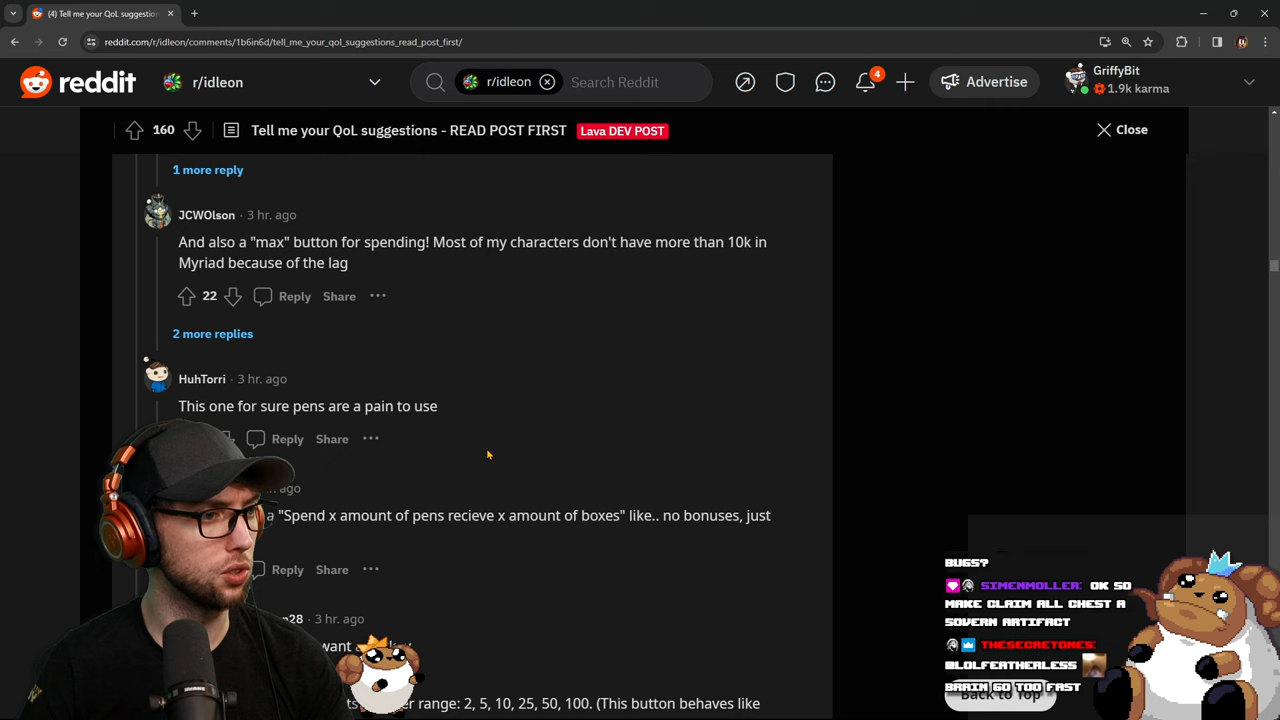 (4) Tell me your QoL suggestion
reddit.com/r/idleon/comments/1b6in6d/tell_me_your_qol_suggestions_read_post_first/
reddit
r/idleon
r/idleon
Search Reddit
4
Advertise
GriffyBit
1.9k karma
160
Tell me your QoL suggestions - READ POST FIRST
Lava DEV POST
Close
1 more reply
JCWOlson · 3 hr. ago
And also a "max" button for spending! Most of my characters don't have more than 10k in
Myriad because of the lag
22
Reply
Share
2 more replies
HuhTorri · 3 hr. ago
This one for sure pens are a pain to use
Reply
Share
ago
a "Spend x amount of pens recieve x amount of boxes" like.. no bonuses, just
Reply
Share
28 · 3 hr. ago
want
range: 2, 5, 10, 25, 50, 100. (This button behaves like
BUGS?
SIMENMOLLER: OK SO
MAKE CLAIM ALL CHEST A
SOVERN ARTIFACT
THESECRETONES:
@LOLFEATHERLESS
BRAIN GO TOO FAST
Back to Top